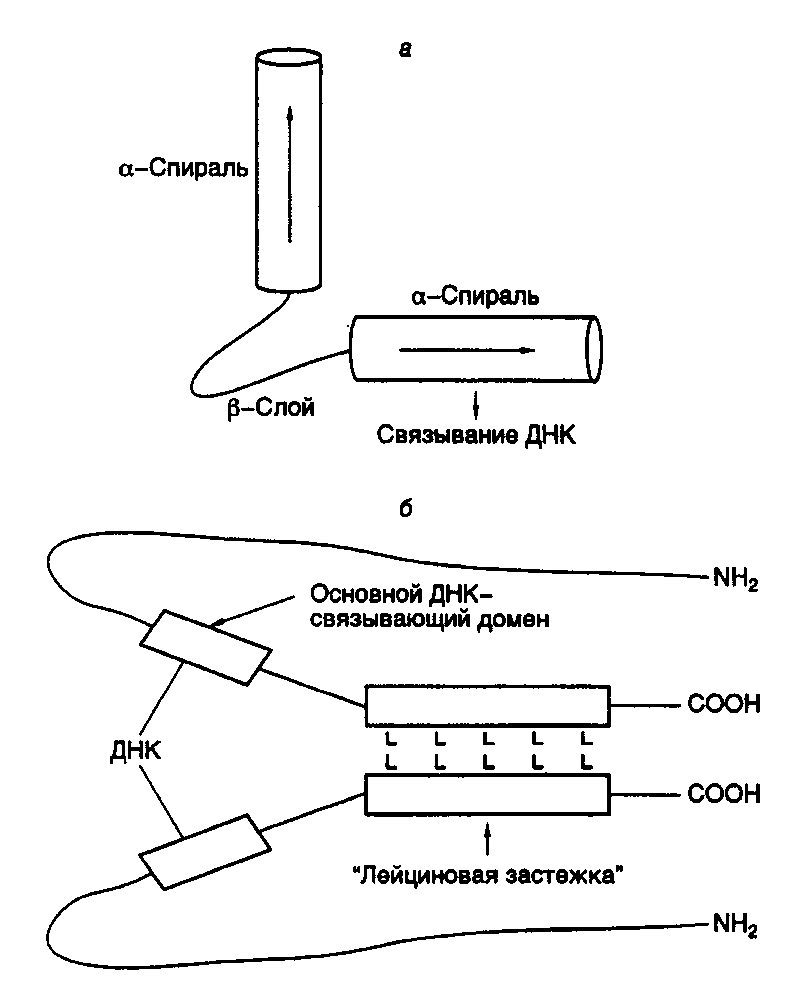 а
α–Спираль
α–Спираль
β–Слой
Связывание ДНК
б
NH₂
Основной ДНК–
связывающий домен
COOH
L L L L L
ДНК
L L L L L
COOH
"Лейциновая застежка"
NH₂